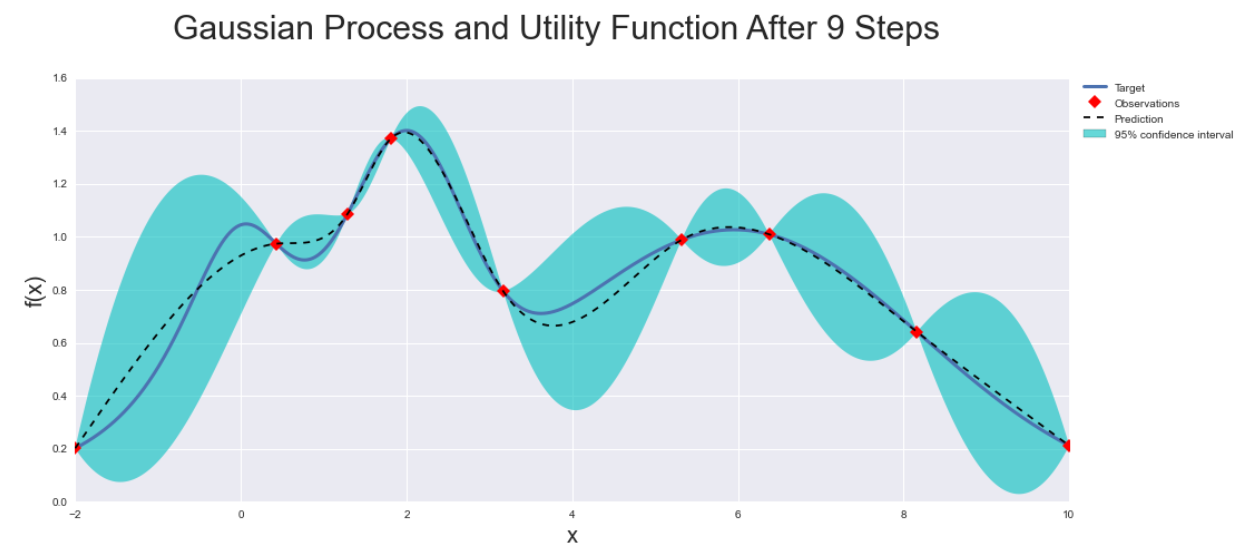 Gaussian Process and Utility Function After 9 Steps
1.6
1.4
1.2
1.0
0.8
0.6
0.4
0.2
0.0
f(x)
−2
0
2
4
6
8
10
x
Target
Observations
Prediction
95% confidence interval